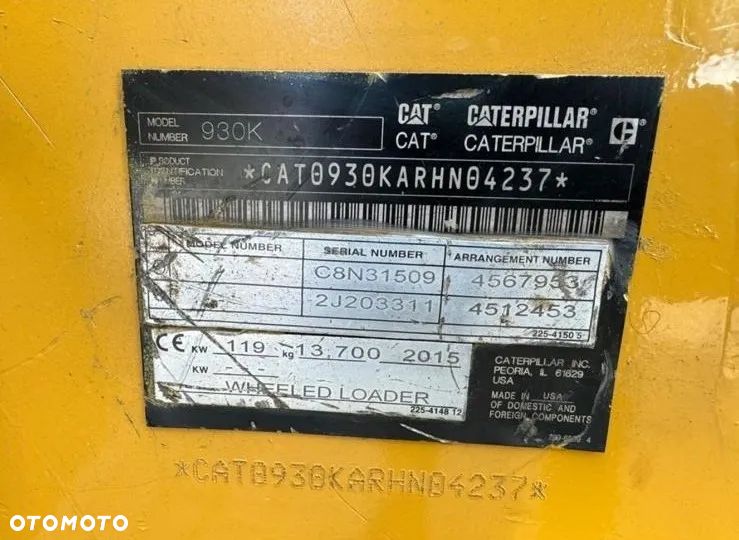 CAT® CATERPILLAR®
CAT® CATERPILLAR®
MODEL
NUMBER 930K
PRODUCT
IDENTIFICATION
NUMBER
*CAT0930KARHN04237*
MODEL NUMBER SERIAL NUMBER ARRANGEMENT NUMBER
C8N31509 4567953
2J203311 4512453
225-4150 5
CE KW 119 kg 13,700 2015
KW - - -
WHEELED LOADER
225-4148 12
CATERPILLAR INC.
PEORIA, IL 61629
USA
MADE IN USA
OF DOMESTIC AND
FOREIGN COMPONENTS
*CAT0930KARHN04237*
OTOMOTO